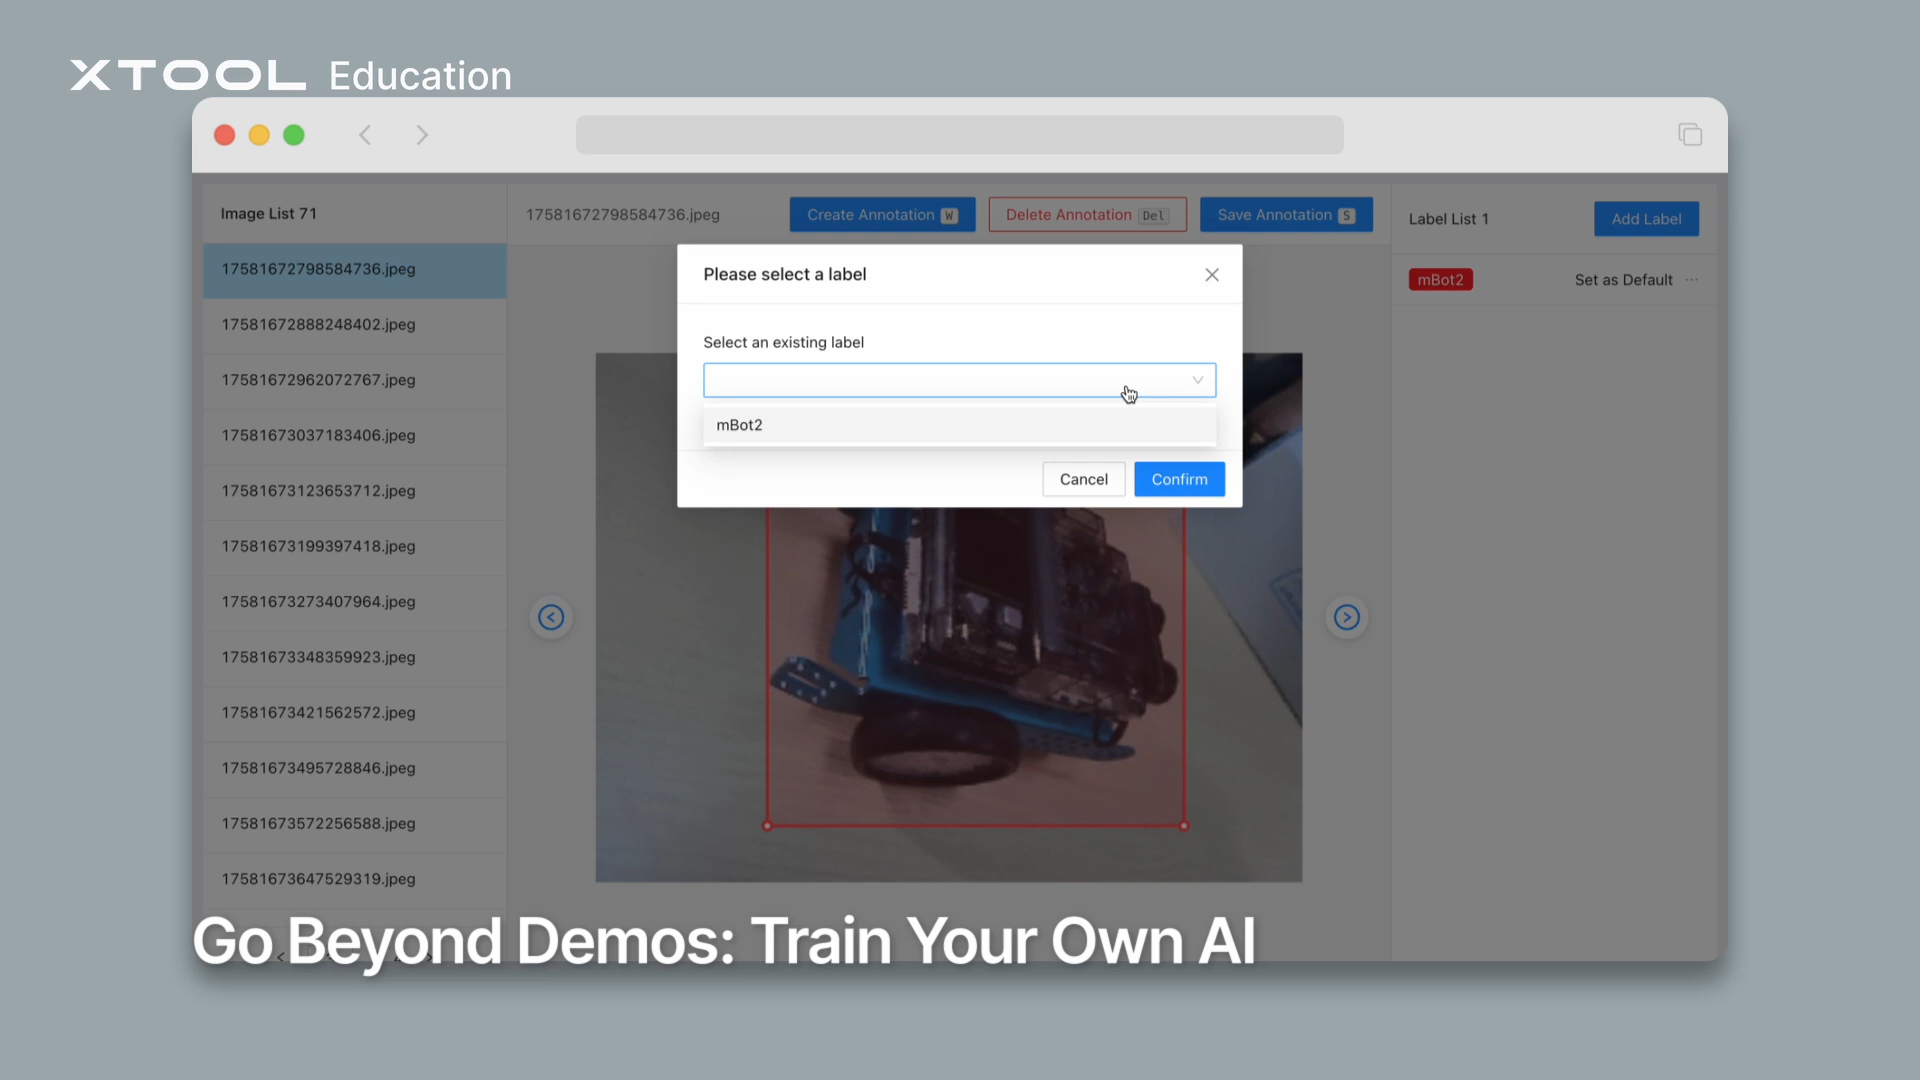 XTOOL Education
Image List 71
17581672798584736.jpeg
Create Annotation W
Delete Annotation Del
Save Annotation S
Label List 1
Add Label
17581672798584736.jpeg
17581672888248402.jpeg
17581672962072767.jpeg
17581673037183406.jpeg
17581673123653712.jpeg
17581673199397418.jpeg
17581673273407964.jpeg
17581673348359923.jpeg
17581673421562572.jpeg
17581673495728846.jpeg
17581673572256588.jpeg
17581673647529319.jpeg
Please select a label
Select an existing label
mBot2
Cancel
Confirm
mBot2
Set as Default
Go Beyond Demos: Train Your Own AI